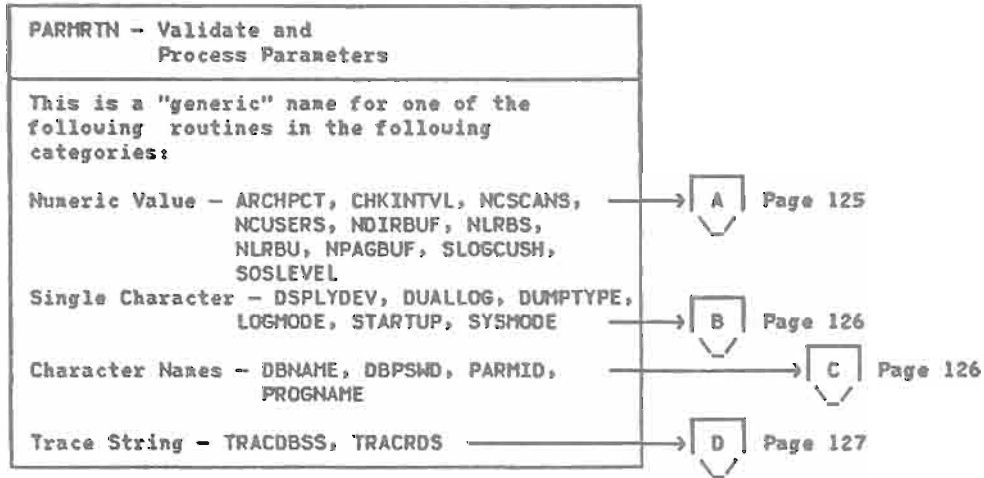 PARMRTN - Validate and
Process Parameters
This is a "generic" name for one of the
following routines in the following
categories:
Numeric Value - ARCHPCT, CHKINTVL, NCSCANS,
NCUSERS, NDIRBUF, NLRBS,
NLRBU, NPAGBUF, SLOGCUSH,
SOSLEVEL
A Page 125
Single Character - DSPLYDEV, DUALLOG, DUMPTYPE,
LOGMODE, STARTUP, SYSMODE
B Page 126
Character Names - DBNAME, DBPSWD, PARMID,
PROGNAME
C Page 126
Trace String - TRACDBSS, TRACRDS
D Page 127